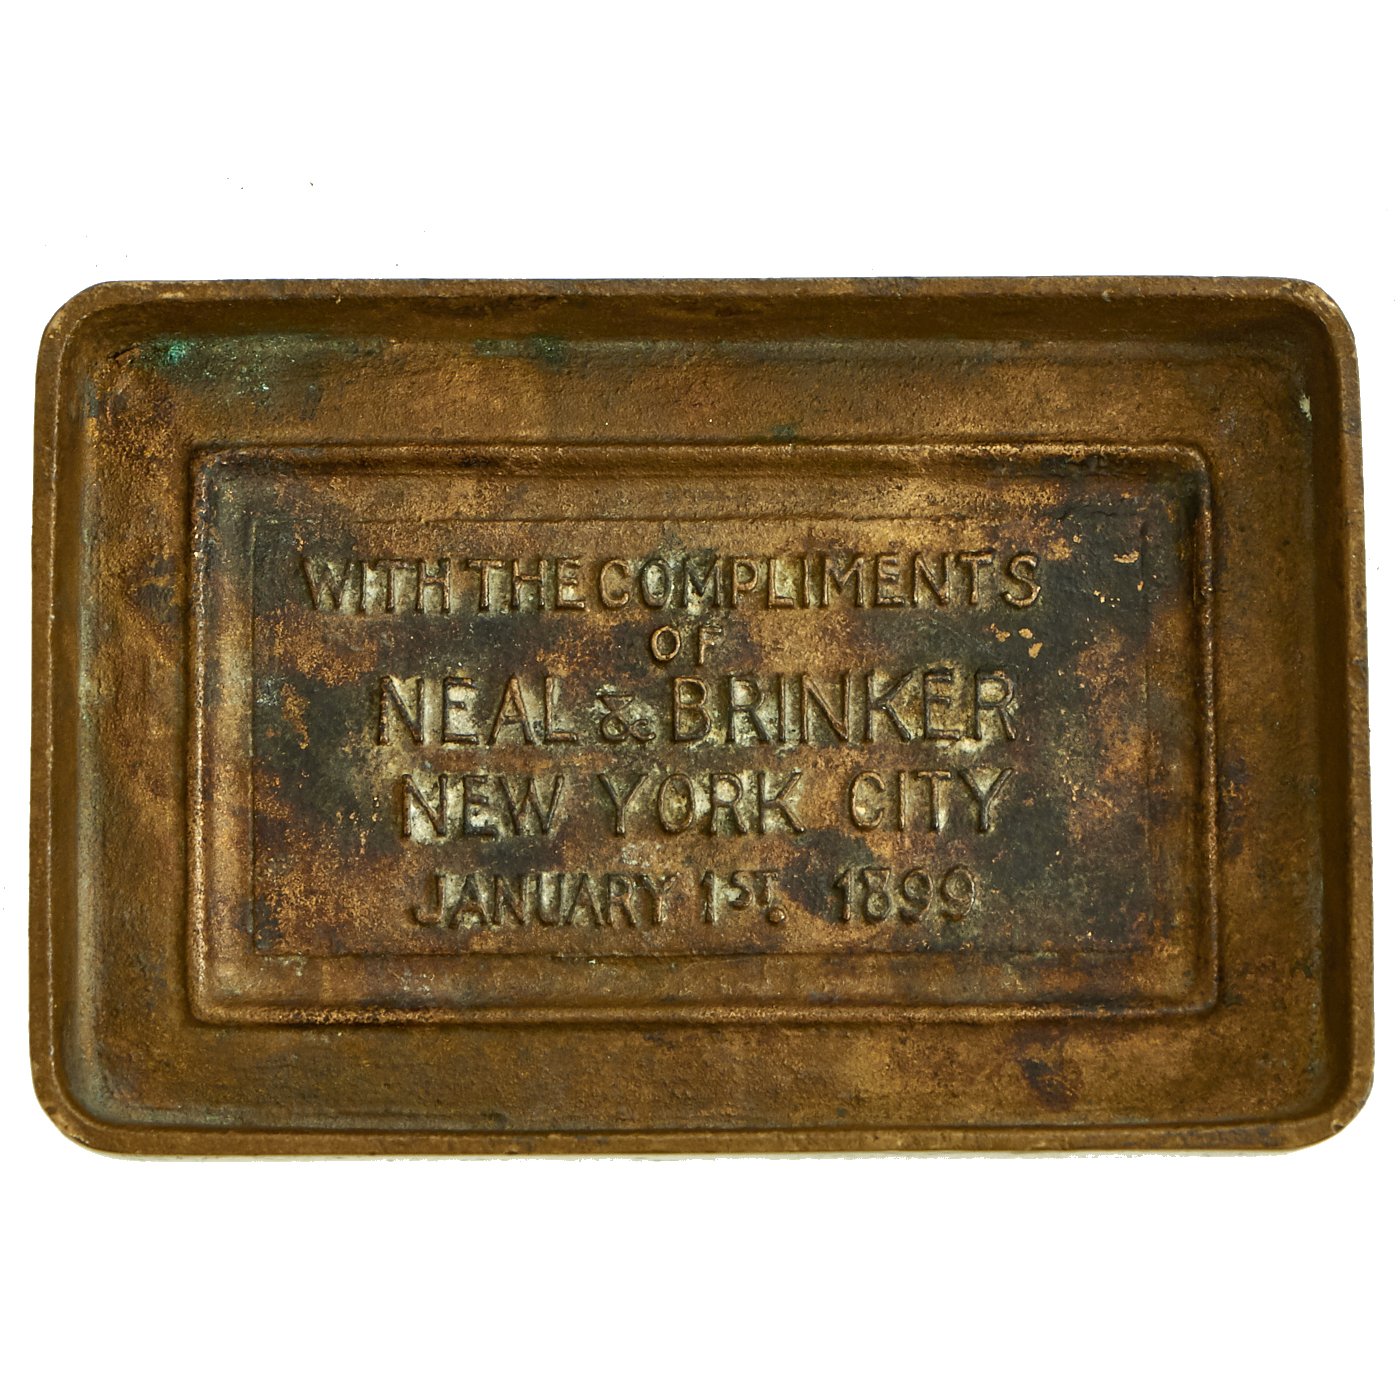 WITH THE COMPLIMENTS
OF
NEAL & BRINKER
NEW YORK CITY
JANUARY 1ST. 1899